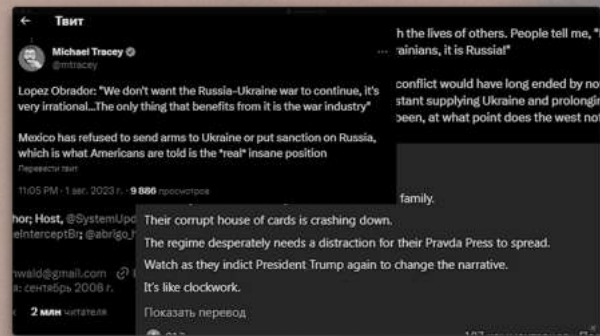 Твит
Michael Tracey
@mtracey
Lopez Obrador: "We don't want the Russia-Ukraine war to continue, it's
very irrational...The only thing that benefits from it is the war industry"
Mexico has refused to send arms to Ukraine or put sanction on Russia,
which is what Americans are told is the *real* insane position
Перевести твит
11:05 PM · 1 авг. 2023 г. · 9 886 просмотров
h the lives of others. People tell me, "
rainians, it is Russia!"
conflict would have long ended by no
stant supplying Ukraine and prolongin
been, at what point does the west not
family.
Their corrupt house of cards is crashing down.
The regime desperately needs a distraction for their Pravda Press to spread.
Watch as they indict President Trump again to change the narrative.
It's like clockwork.
Показать перевод
hor; Host, @SystemUpd
eInterceptBr; @abrigo_h
nwald@gmail.com
я: сентябрь 2008 г.
2 млн читателя